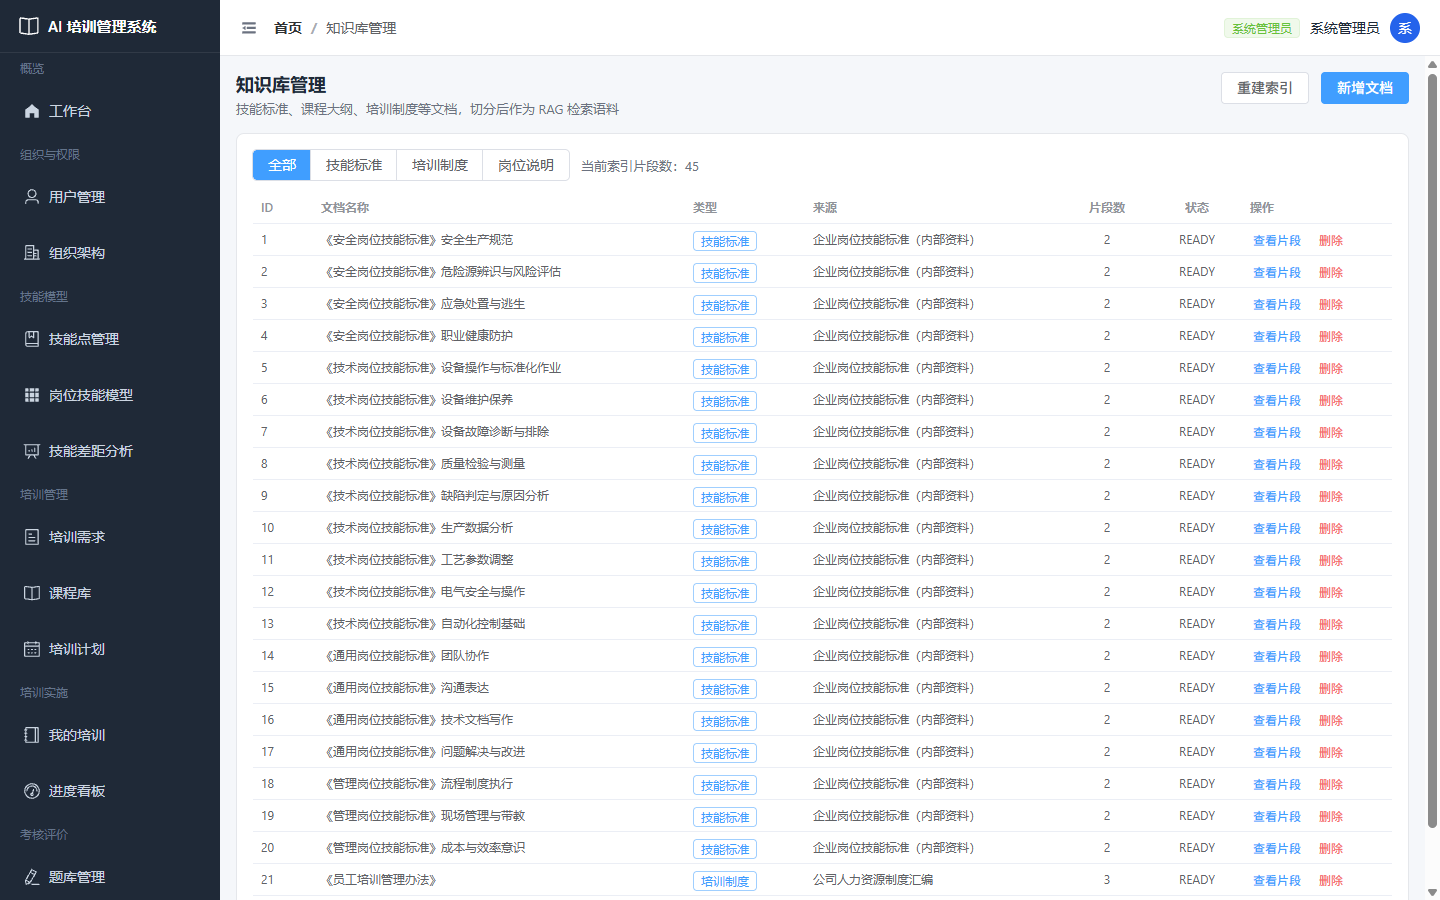 AI 培训管理系统
概览
工作台
组织与权限
用户管理
组织架构
技能模型
技能点管理
岗位技能模型
技能差距分析
培训管理
培训需求
课程库
培训计划
培训实施
我的培训
进度看板
考核评价
题库管理
首页 / 知识库管理
系统管理员 系统管理员 系
知识库管理
技能标准、课程大纲、培训制度等文档，切分后作为 RAG 检索语料
重建索引 新增文档
全部 技能标准 培训制度 岗位说明 当前索引片段数：45
ID 文档名称 类型 来源 片段数 状态 操作
1 《安全岗位技能标准》安全生产规范 技能标准 企业岗位技能标准（内部资料） 2 READY 查看片段 删除
2 《安全岗位技能标准》危险源辨识与风险评估 技能标准 企业岗位技能标准（内部资料） 2 READY 查看片段 删除
3 《安全岗位技能标准》应急处置与逃生 技能标准 企业岗位技能标准（内部资料） 2 READY 查看片段 删除
4 《安全岗位技能标准》职业健康防护 技能标准 企业岗位技能标准（内部资料） 2 READY 查看片段 删除
5 《技术岗位技能标准》设备操作与标准化作业 技能标准 企业岗位技能标准（内部资料） 2 READY 查看片段 删除
6 《技术岗位技能标准》设备维护保养 技能标准 企业岗位技能标准（内部资料） 2 READY 查看片段 删除
7 《技术岗位技能标准》设备故障诊断与排除 技能标准 企业岗位技能标准（内部资料） 2 READY 查看片段 删除
8 《技术岗位技能标准》质量检验与测量 技能标准 企业岗位技能标准（内部资料） 2 READY 查看片段 删除
9 《技术岗位技能标准》缺陷判定与原因分析 技能标准 企业岗位技能标准（内部资料） 2 READY 查看片段 删除
10 《技术岗位技能标准》生产数据分析 技能标准 企业岗位技能标准（内部资料） 2 READY 查看片段 删除
11 《技术岗位技能标准》工艺参数调整 技能标准 企业岗位技能标准（内部资料） 2 READY 查看片段 删除
12 《技术岗位技能标准》电气安全与操作 技能标准 企业岗位技能标准（内部资料） 2 READY 查看片段 删除
13 《技术岗位技能标准》自动化控制基础 技能标准 企业岗位技能标准（内部资料） 2 READY 查看片段 删除
14 《通用岗位技能标准》团队协作 技能标准 企业岗位技能标准（内部资料） 2 READY 查看片段 删除
15 《通用岗位技能标准》沟通表达 技能标准 企业岗位技能标准（内部资料） 2 READY 查看片段 删除
16 《通用岗位技能标准》技术文档写作 技能标准 企业岗位技能标准（内部资料） 2 READY 查看片段 删除
17 《通用岗位技能标准》问题解决与改进 技能标准 企业岗位技能标准（内部资料） 2 READY 查看片段 删除
18 《管理岗位技能标准》流程制度执行 技能标准 企业岗位技能标准（内部资料） 2 READY 查看片段 删除
19 《管理岗位技能标准》现场管理与带教 技能标准 企业岗位技能标准（内部资料） 2 READY 查看片段 删除
20 《管理岗位技能标准》成本与效率意识 技能标准 企业岗位技能标准（内部资料） 2 READY 查看片段 删除
21 《员工培训管理办法》 培训制度 公司人力资源制度汇编 3 READY 查看片段 删除